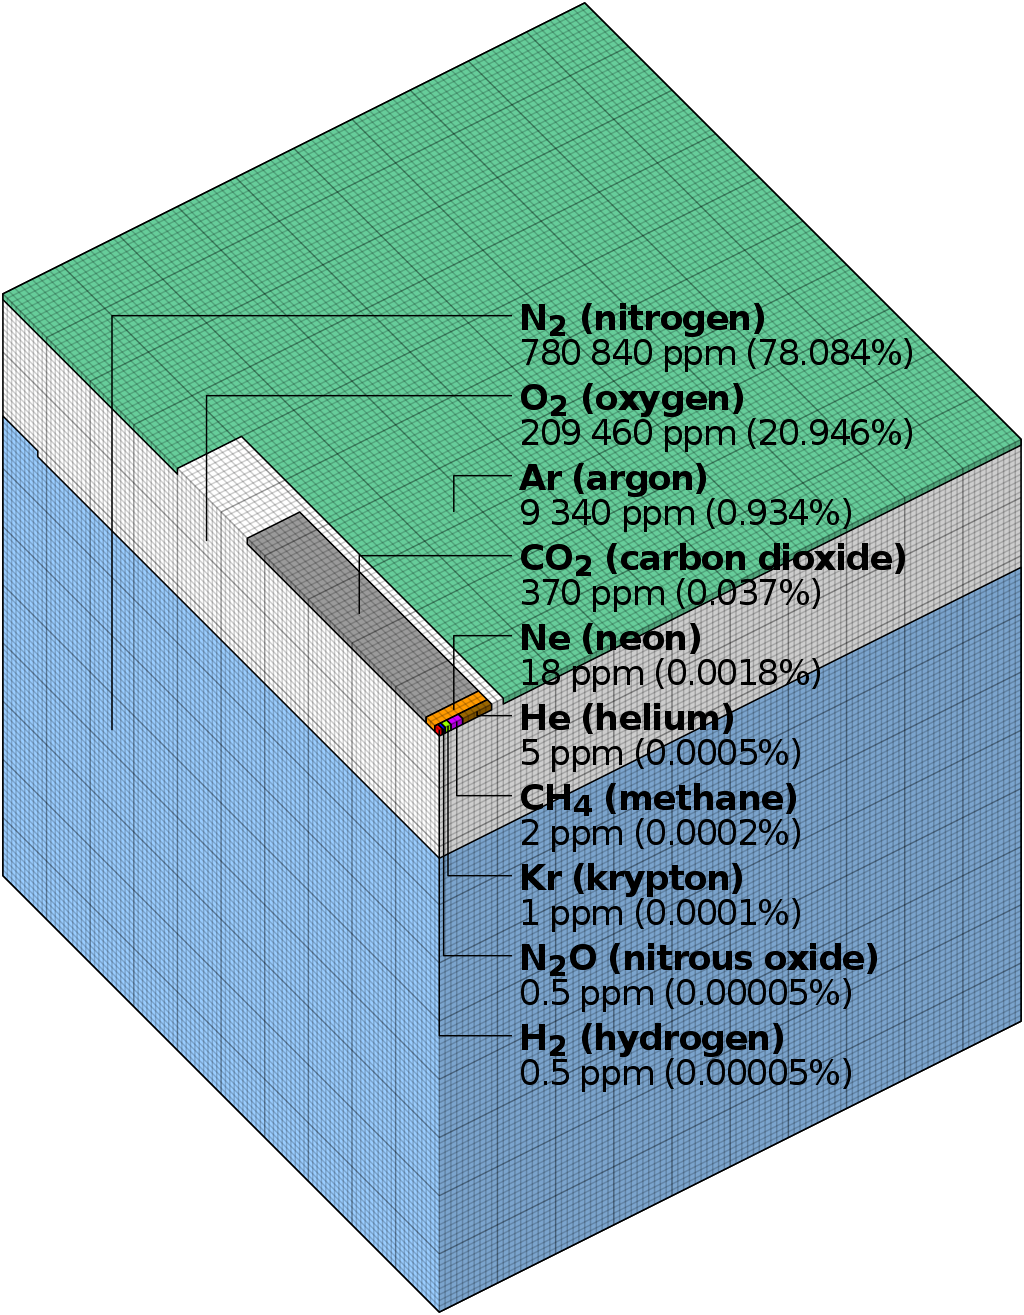 N₂ (nitrogen)
780 840 ppm (78.084%)
O₂ (oxygen)
209 460 ppm (20.946%)
Ar (argon)
9 340 ppm (0.934%)
CO₂ (carbon dioxide)
370 ppm (0.037%)
Ne (neon)
18 ppm (0.0018%)
He (helium)
5 ppm (0.0005%)
CH₄ (methane)
2 ppm (0.0002%)
Kr (krypton)
1 ppm (0.0001%)
N₂O (nitrous oxide)
0.5 ppm (0.00005%)
H₂ (hydrogen)
0.5 ppm (0.00005%)